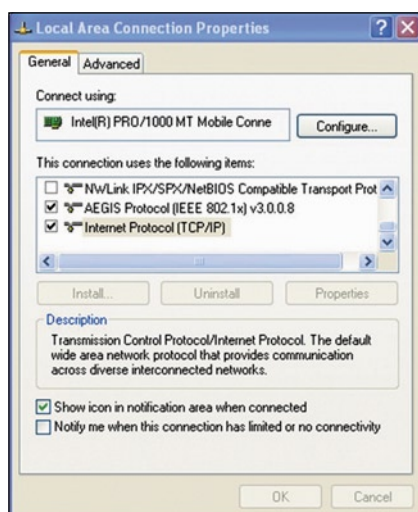 Local Area Connection Properties
General Advanced
Connect using:
Intel(R) PRO/1000 MT Mobile Conne
Configure...
This connection uses the following items:
NWLink IPX/SPX/NetBIOS Compatible Transport Prot
AEGIS Protocol (IEEE 802.1x) v3.0.0.8
Internet Protocol (TCP/IP)
Install... Uninstall Properties
Description
Transmission Control Protocol/Internet Protocol. The default
wide area network protocol that provides communication
across diverse interconnected networks.
Show icon in notification area when connected
Notify me when this connection has limited or no connectivity
OK Cancel